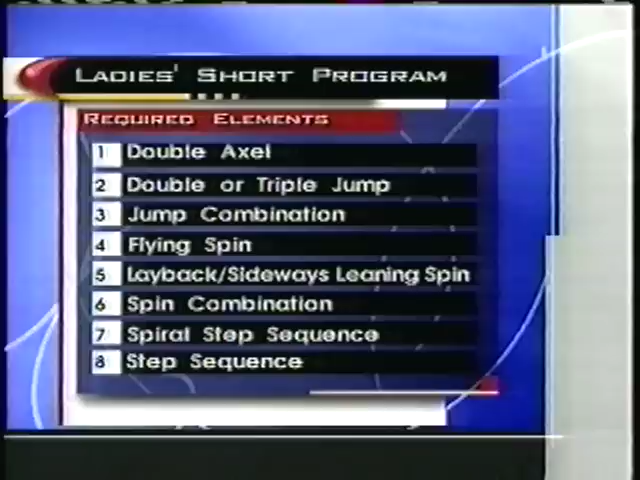 Ladies' Short Program
Required Elements
1 Double Axel
2 Double or Triple Jump
3 Jump Combination
4 Flying Spin
5 Layback/Sideways Leaning Spin
6 Spin Combination
7 Spiral Step Sequence
8 Step Sequence